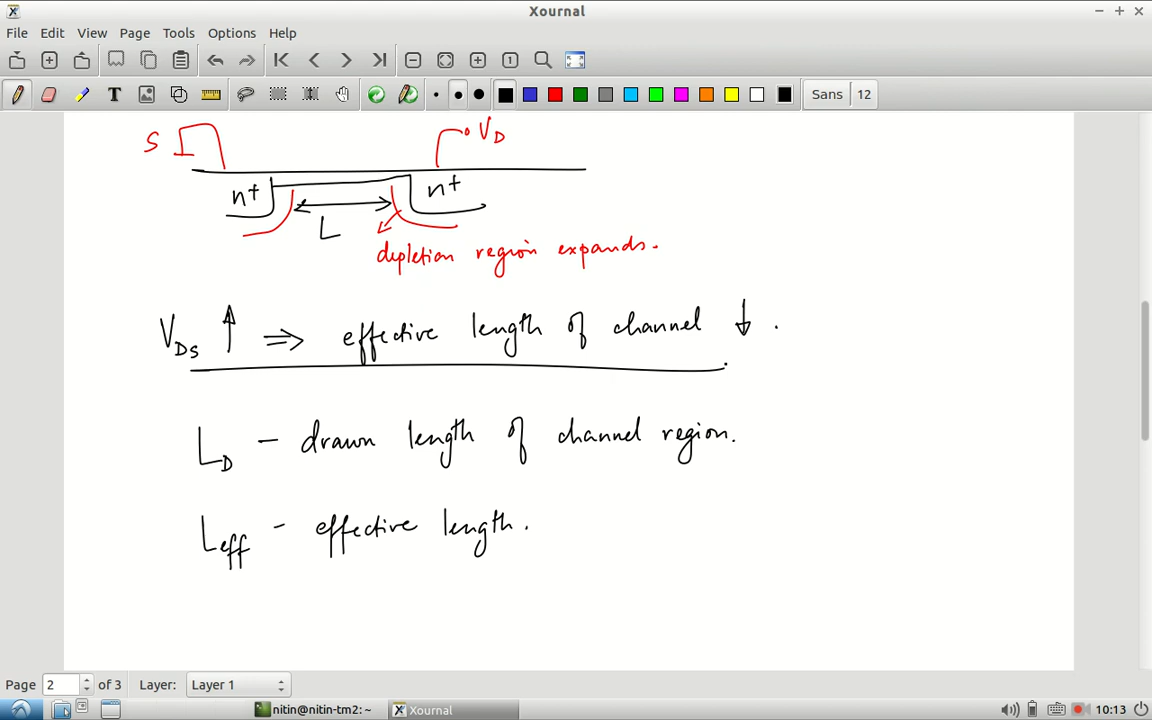 Xournal
File Edit View Page Tools Options Help
Sans 12
S V_D
n+ n+
L
depletion region expands.
V_DS ↑ ⇒ effective length of channel ↓.
L_D – drawn length of channel region.
L_eff – effective length.
Page 2 of 3 Layer: Layer 1
nitin@nitin-tm2: ~ Xournal 10:13